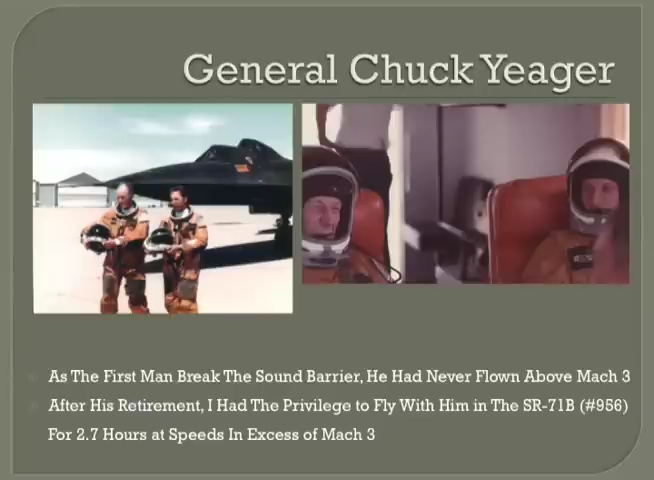 General Chuck Yeager
As The First Man Break The Sound Barrier, He Had Never Flown Above Mach 3
After His Retirement, I Had The Privilege to Fly With Him in The SR-71B (#956)
For 2.7 Hours at Speeds In Excess of Mach 3